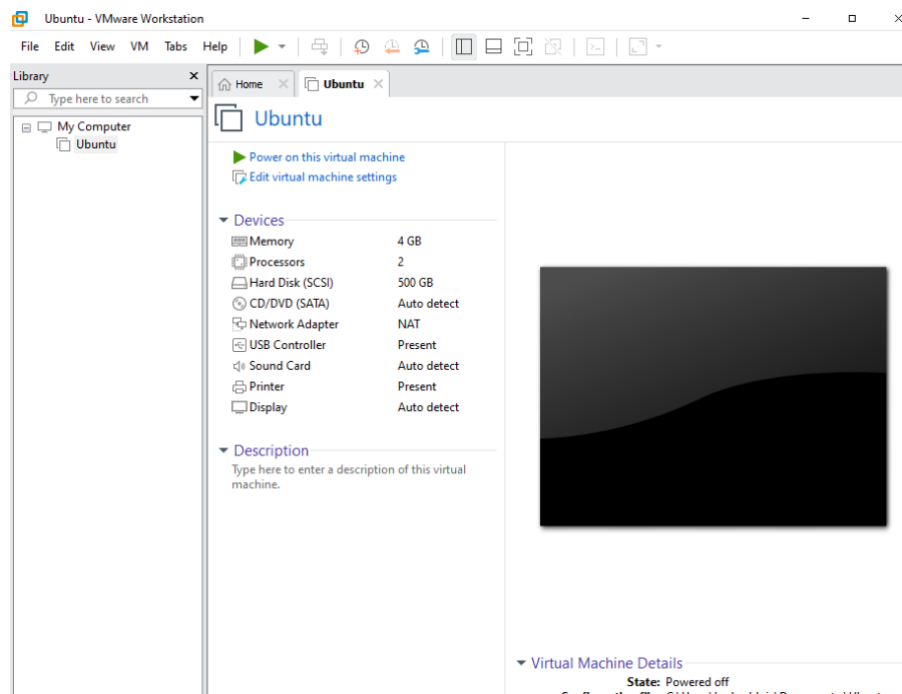 Ubuntu - VMware Workstation
File Edit View VM Tabs Help
Library
Home
Ubuntu
Type here to search
My Computer
Ubuntu
Ubuntu
Power on this virtual machine
Edit virtual machine settings
Devices
Memory 4 GB
Processors 2
Hard Disk (SCSI) 500 GB
CD/DVD (SATA) Auto detect
Network Adapter NAT
USB Controller Present
Sound Card Auto detect
Printer Present
Display Auto detect
Description
Type here to enter a description of this virtual
machine.
Virtual Machine Details
State: Powered off